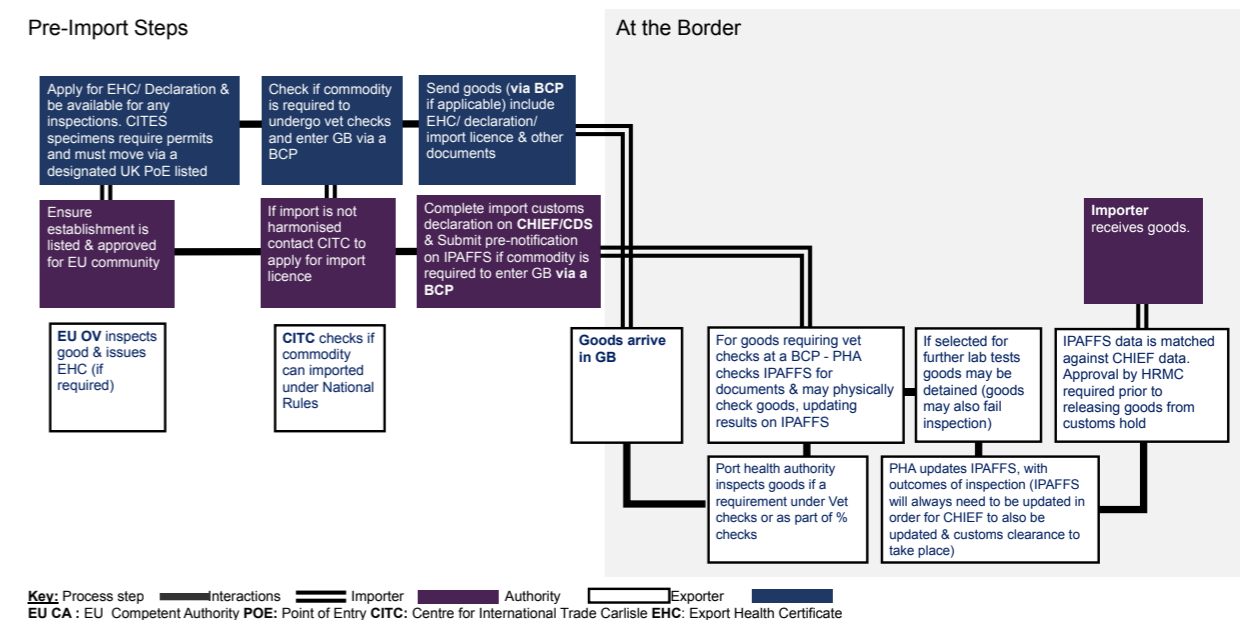 Pre-Import Steps
At the Border
Apply for EHC/ Declaration &
be available for any
inspections. CITES
specimens require permits
and must move via a
designated UK PoE listed
Check if commodity
is required to
undergo vet checks
and enter GB via a
BCP
Send goods (via BCP
if applicable) include
EHC/ declaration/
import licence & other
documents
Ensure
establishment is
listed & approved
for EU community
If import is not
harmonised
contact CITC to
apply for import
licence
Complete import customs
declaration on CHIEF/CDS
& Submit pre-notification
on IPAFFS if commodity is
required to enter GB via a
BCP
Importer
receives goods.
EU OV inspects
good & issues
EHC (if
required)
CITC checks if
commodity
can imported
under National
Rules
Goods arrive
in GB
For goods requiring vet
checks at a BCP - PHA
checks IPAFFS for
documents & may physically
check goods, updating
results on IPAFFS
If selected for
further lab tests
goods may be
detained (goods
may also fail
inspection)
IPAFFS data is matched
against CHIEF data.
Approval by HRMC
required prior to
releasing goods from
customs hold
Port health authority
inspects goods if a
requirement under Vet
checks or as part of %
checks
PHA updates IPAFFS, with
outcomes of inspection (IPAFFS
will always need to be updated in
order for CHIEF to also be
updated & customs clearance to
take place)
Key: Process step Interactions Importer Authority Exporter
EU CA : EU Competent Authority POE: Point of Entry CITC: Centre for International Trade Carlisle EHC: Export Health Certificate